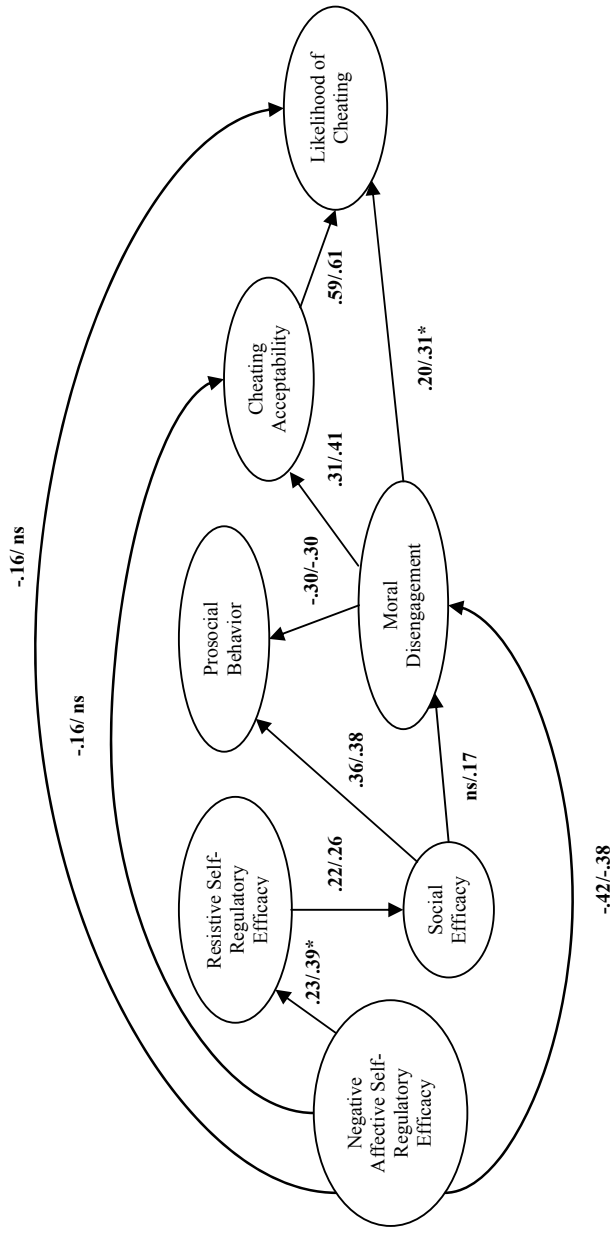 -.16/ ns
-.16/ ns
Likelihood of
Cheating
.59/.61
Cheating
Acceptability
.20/.31*
.31/.41
-.30/-.30
Prosocial
Behavior
Moral
Disengagement
.36/.38
ns/.17
Resistive Self-
Regulatory
Efficacy
.22/.26
Social
Efficacy
.23/.39*
Negative
Affective Self-
Regulatory
Efficacy
-.42/-.38